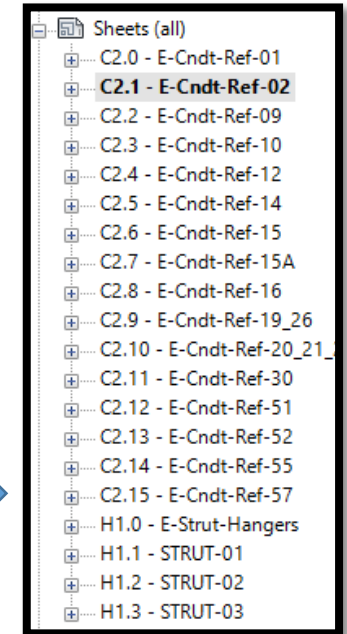 Sheets (all)
C2.0 - E-Cndt-Ref-01
C2.1 - E-Cndt-Ref-02
C2.2 - E-Cndt-Ref-09
C2.3 - E-Cndt-Ref-10
C2.4 - E-Cndt-Ref-12
C2.5 - E-Cndt-Ref-14
C2.6 - E-Cndt-Ref-15
C2.7 - E-Cndt-Ref-15A
C2.8 - E-Cndt-Ref-16
C2.9 - E-Cndt-Ref-19_26
C2.10 - E-Cndt-Ref-20_21_
C2.11 - E-Cndt-Ref-30
C2.12 - E-Cndt-Ref-51
C2.13 - E-Cndt-Ref-52
C2.14 - E-Cndt-Ref-55
C2.15 - E-Cndt-Ref-57
H1.0 - E-Strut-Hangers
H1.1 - STRUT-01
H1.2 - STRUT-02
H1.3 - STRUT-03